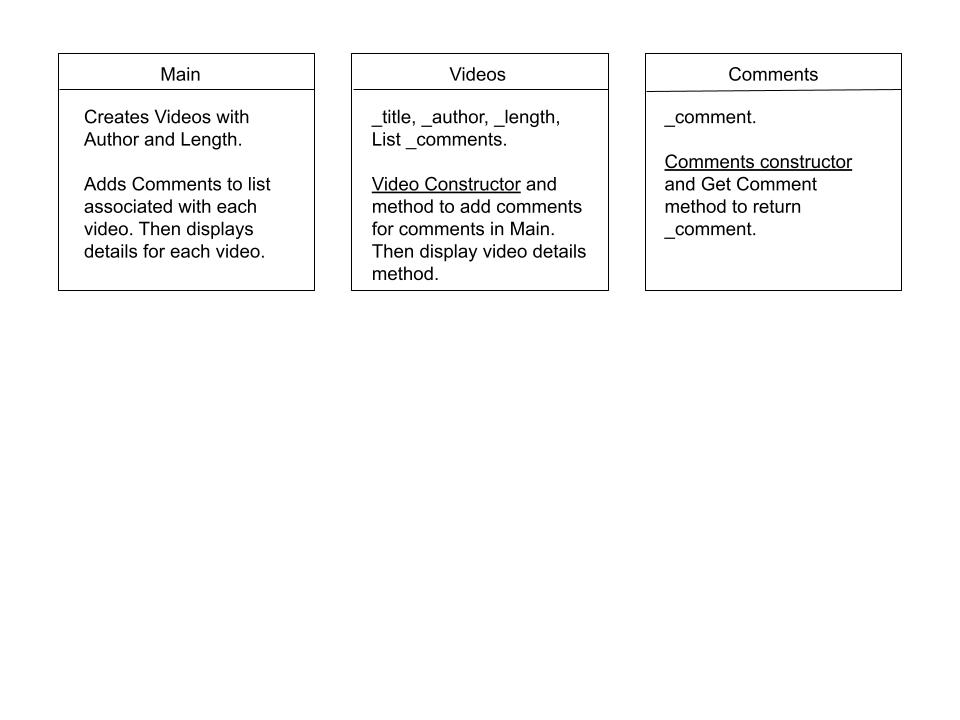 Main
Creates Videos with
Author and Length.
Adds Comments to list
associated with each
video. Then displays
details for each video.
Videos
_title, _author, _length,
List _comments.
Video Constructor and
method to add comments
for comments in Main.
Then display video details
method.
Comments
_comment.
Comments constructor
and Get Comment
method to return
_comment.